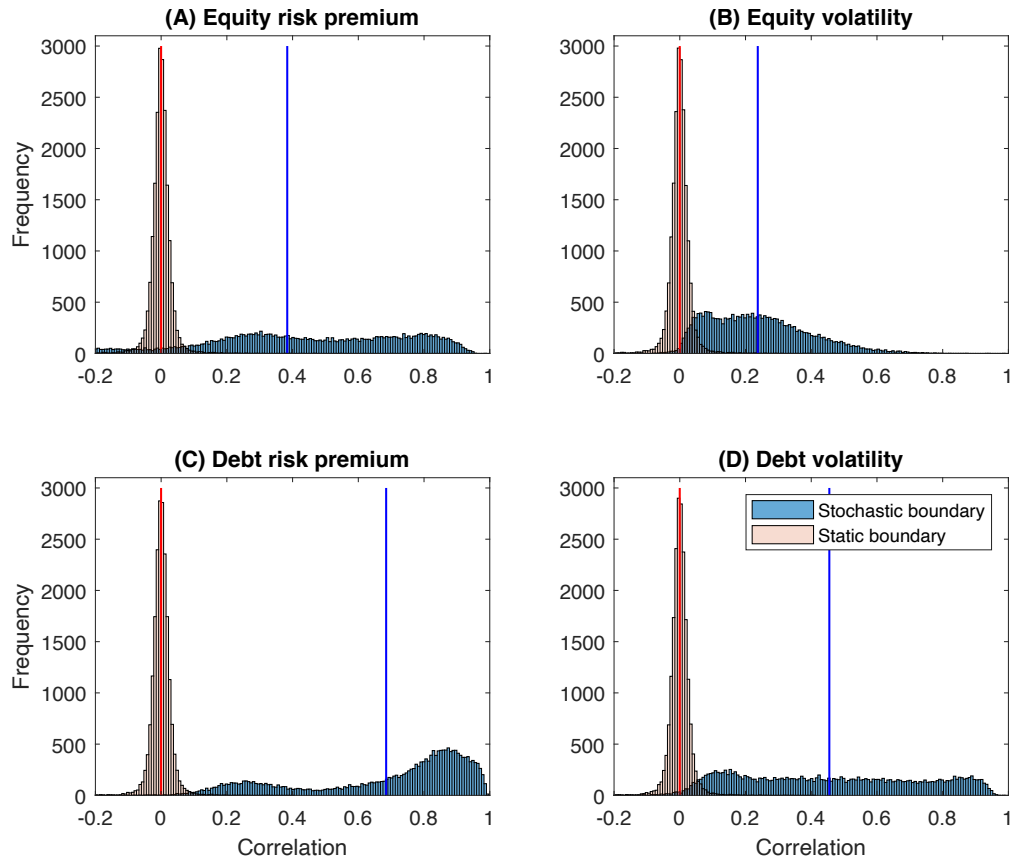 (A) Equity risk premium
3000
2500
2000
1500
1000
500
0
Frequency
-0.2 0 0.2 0.4 0.6 0.8 1
(B) Equity volatility
3000
2500
2000
1500
1000
500
0
-0.2 0 0.2 0.4 0.6 0.8 1
(C) Debt risk premium
3000
2500
2000
1500
1000
500
0
Frequency
-0.2 0 0.2 0.4 0.6 0.8 1
Correlation
(D) Debt volatility
3000
2500
2000
1500
1000
500
0
Stochastic boundary
Static boundary
-0.2 0 0.2 0.4 0.6 0.8 1
Correlation